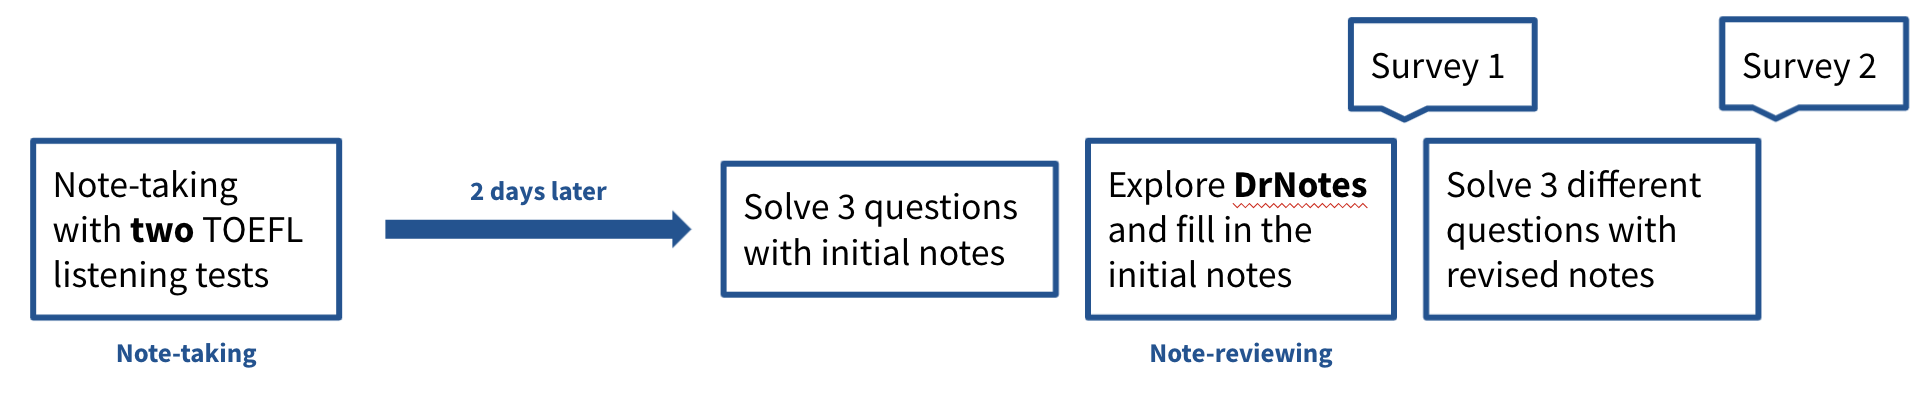 Survey 1
Survey 2
Note-taking
with two TOEFL
listening tests
2 days later
Solve 3 questions
with initial notes
Explore DrNotes
and fill in the
initial notes
Solve 3 different
questions with
revised notes
Note-taking
Note-reviewing